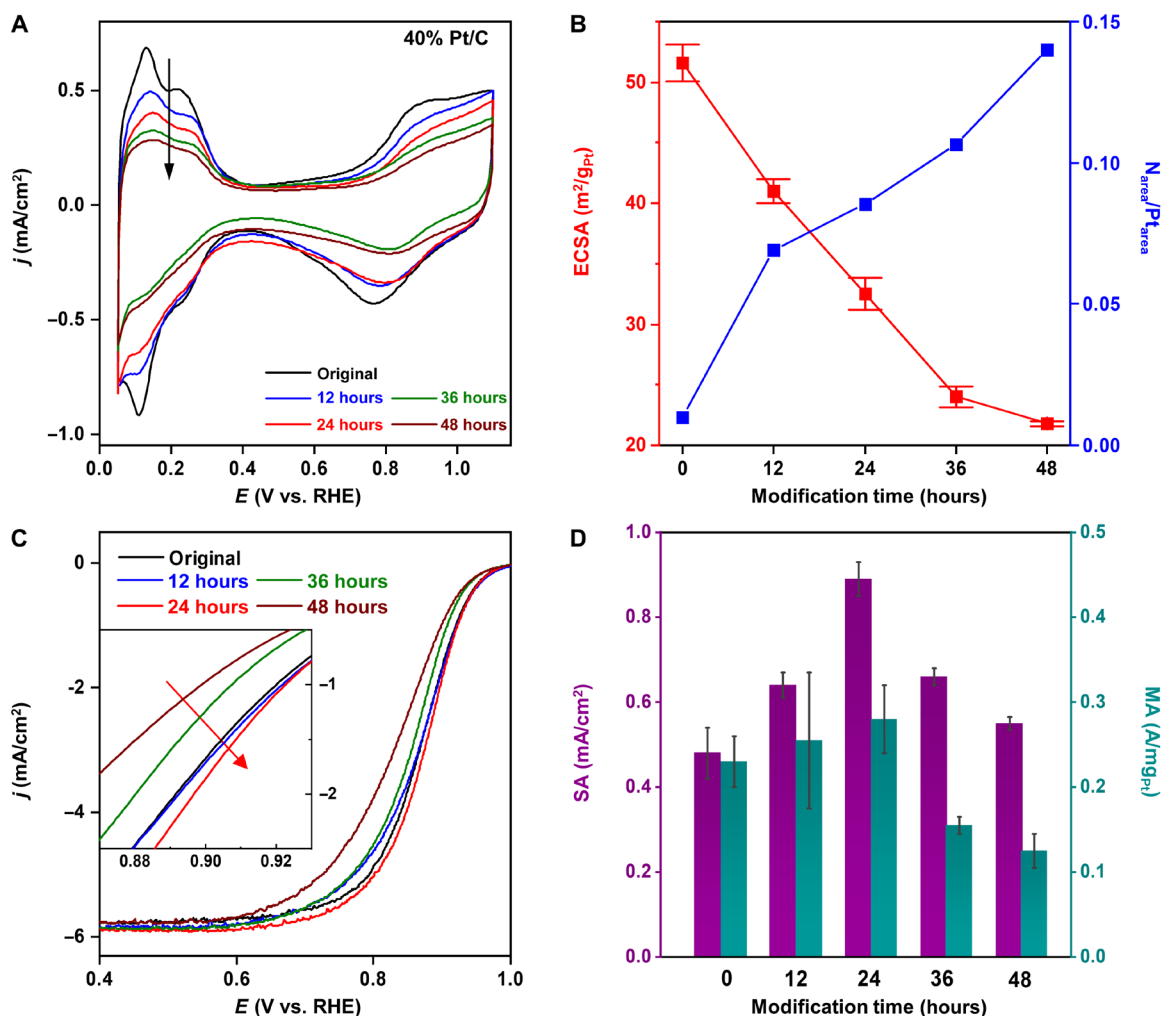 A
40% Pt/C
0.5
0.0
−0.5
−1.0
j (mA/cm²)
Original
12 hours
36 hours
24 hours
48 hours
0.0 0.2 0.4 0.6 0.8 1.0
E (V vs. RHE)
B
50
40
30
20
ECSA (m²/gPt)
0.15
0.10
0.05
0.00
Narea/Ptarea
0 12 24 36 48
Modification time (hours)
C
Original
12 hours
36 hours
24 hours
48 hours
0
−2
−4
−6
j (mA/cm²)
−1
−2
0.88 0.90 0.92
0.4 0.6 0.8 1.0
E (V vs. RHE)
D
1.0
0.8
0.6
0.4
0.2
0.0
SA (mA/cm²)
0.5
0.4
0.3
0.2
0.1
0.0
MA (A/mgPt)
0 12 24 36 48
Modification time (hours)